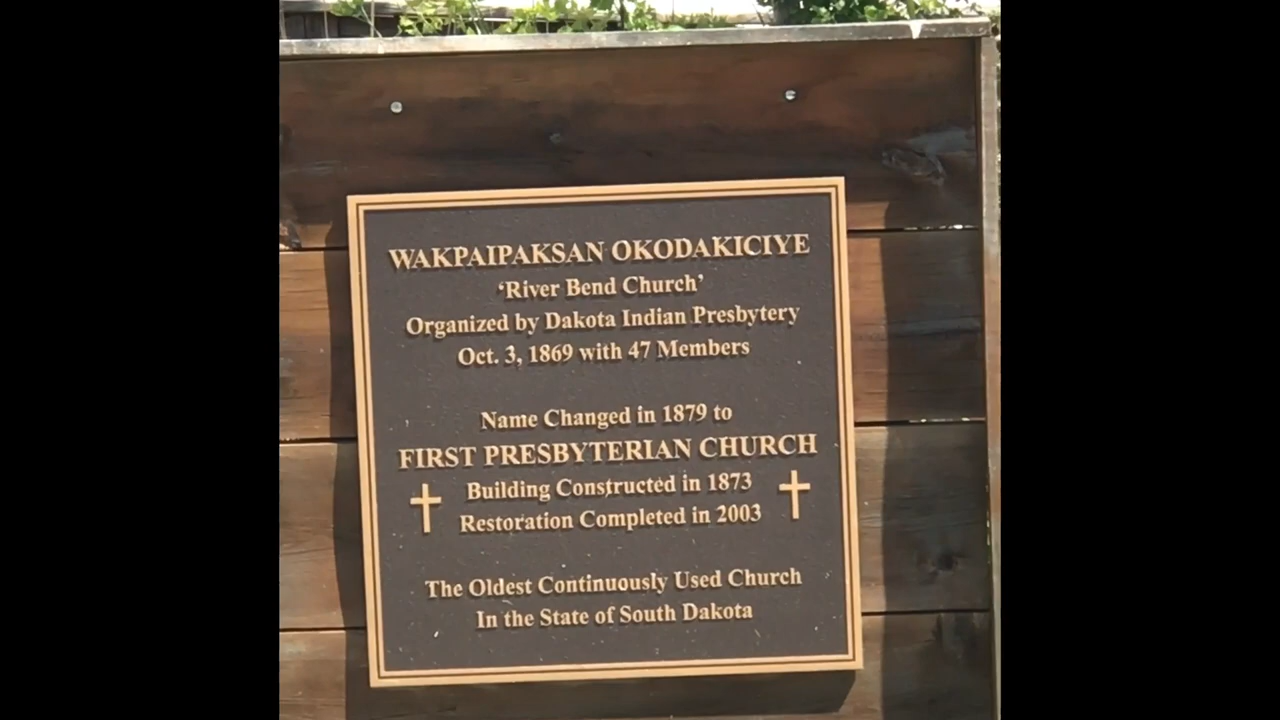 WAKPAIPAKSAN OKODAKICIYE
‘River Bend Church’
Organized by Dakota Indian Presbytery
Oct. 3, 1869 with 47 Members
Name Changed in 1879 to
FIRST PRESBYTERIAN CHURCH
Building Constructed in 1873
Restoration Completed in 2003
The Oldest Continuously Used Church
In the State of South Dakota